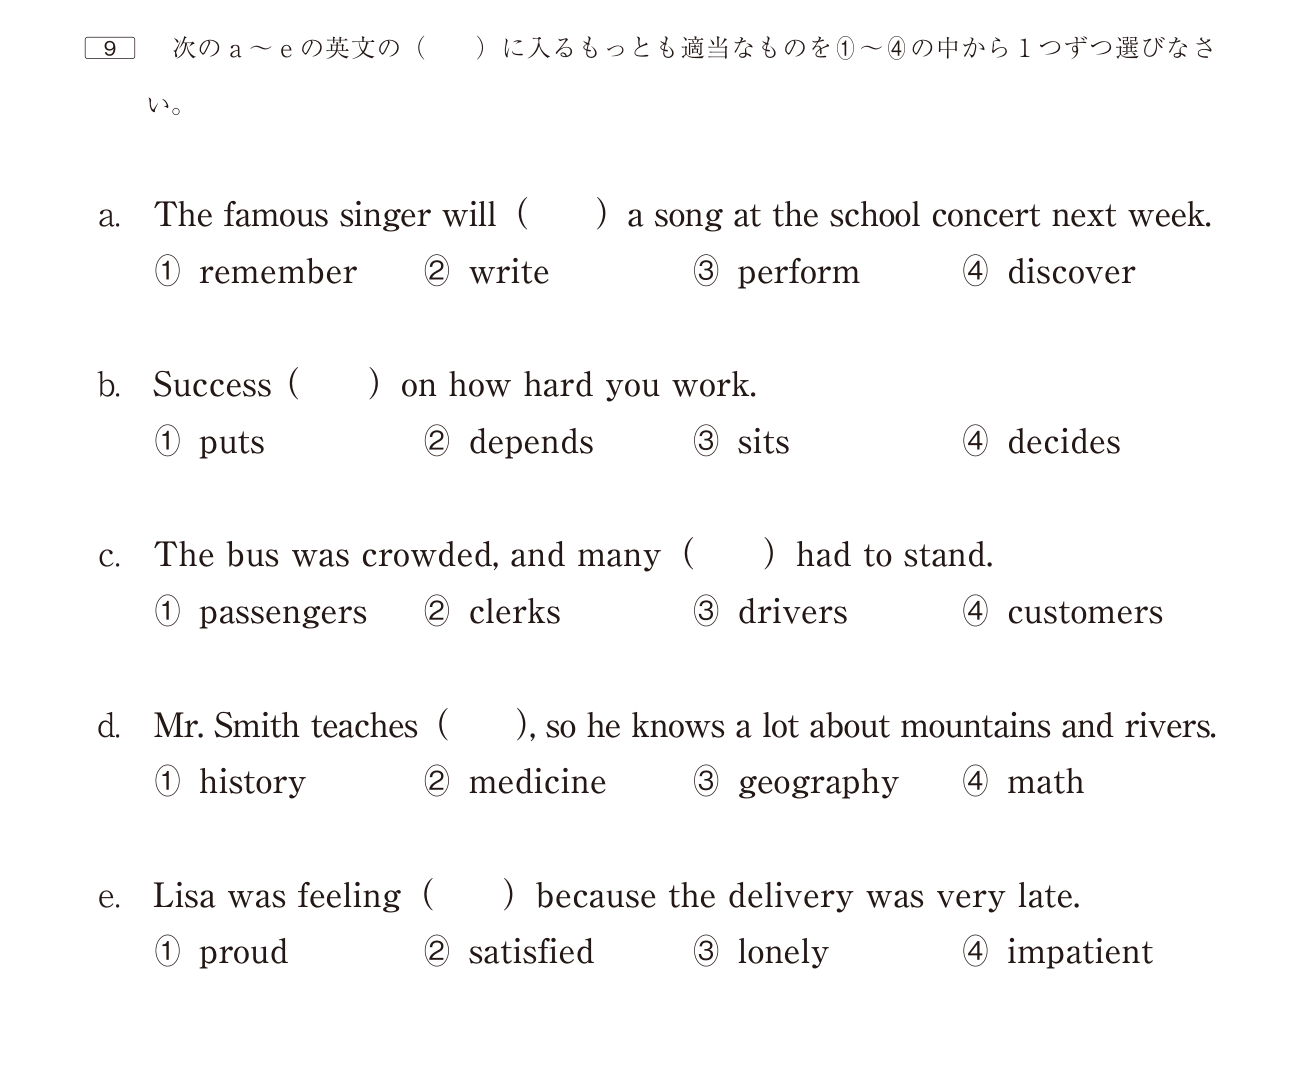 9 次のa～eの英文の（　　）に入るもっとも適当なものを①～④の中から1つずつ選びなさ
い。
a. The famous singer will（　　）a song at the school concert next week.
① remember ② write ③ perform ④ discover
b. Success（　　）on how hard you work.
① puts ② depends ③ sits ④ decides
c. The bus was crowded, and many（　　）had to stand.
① passengers ② clerks ③ drivers ④ customers
d. Mr. Smith teaches（　　）, so he knows a lot about mountains and rivers.
① history ② medicine ③ geography ④ math
e. Lisa was feeling（　　）because the delivery was very late.
① proud ② satisfied ③ lonely ④ impatient